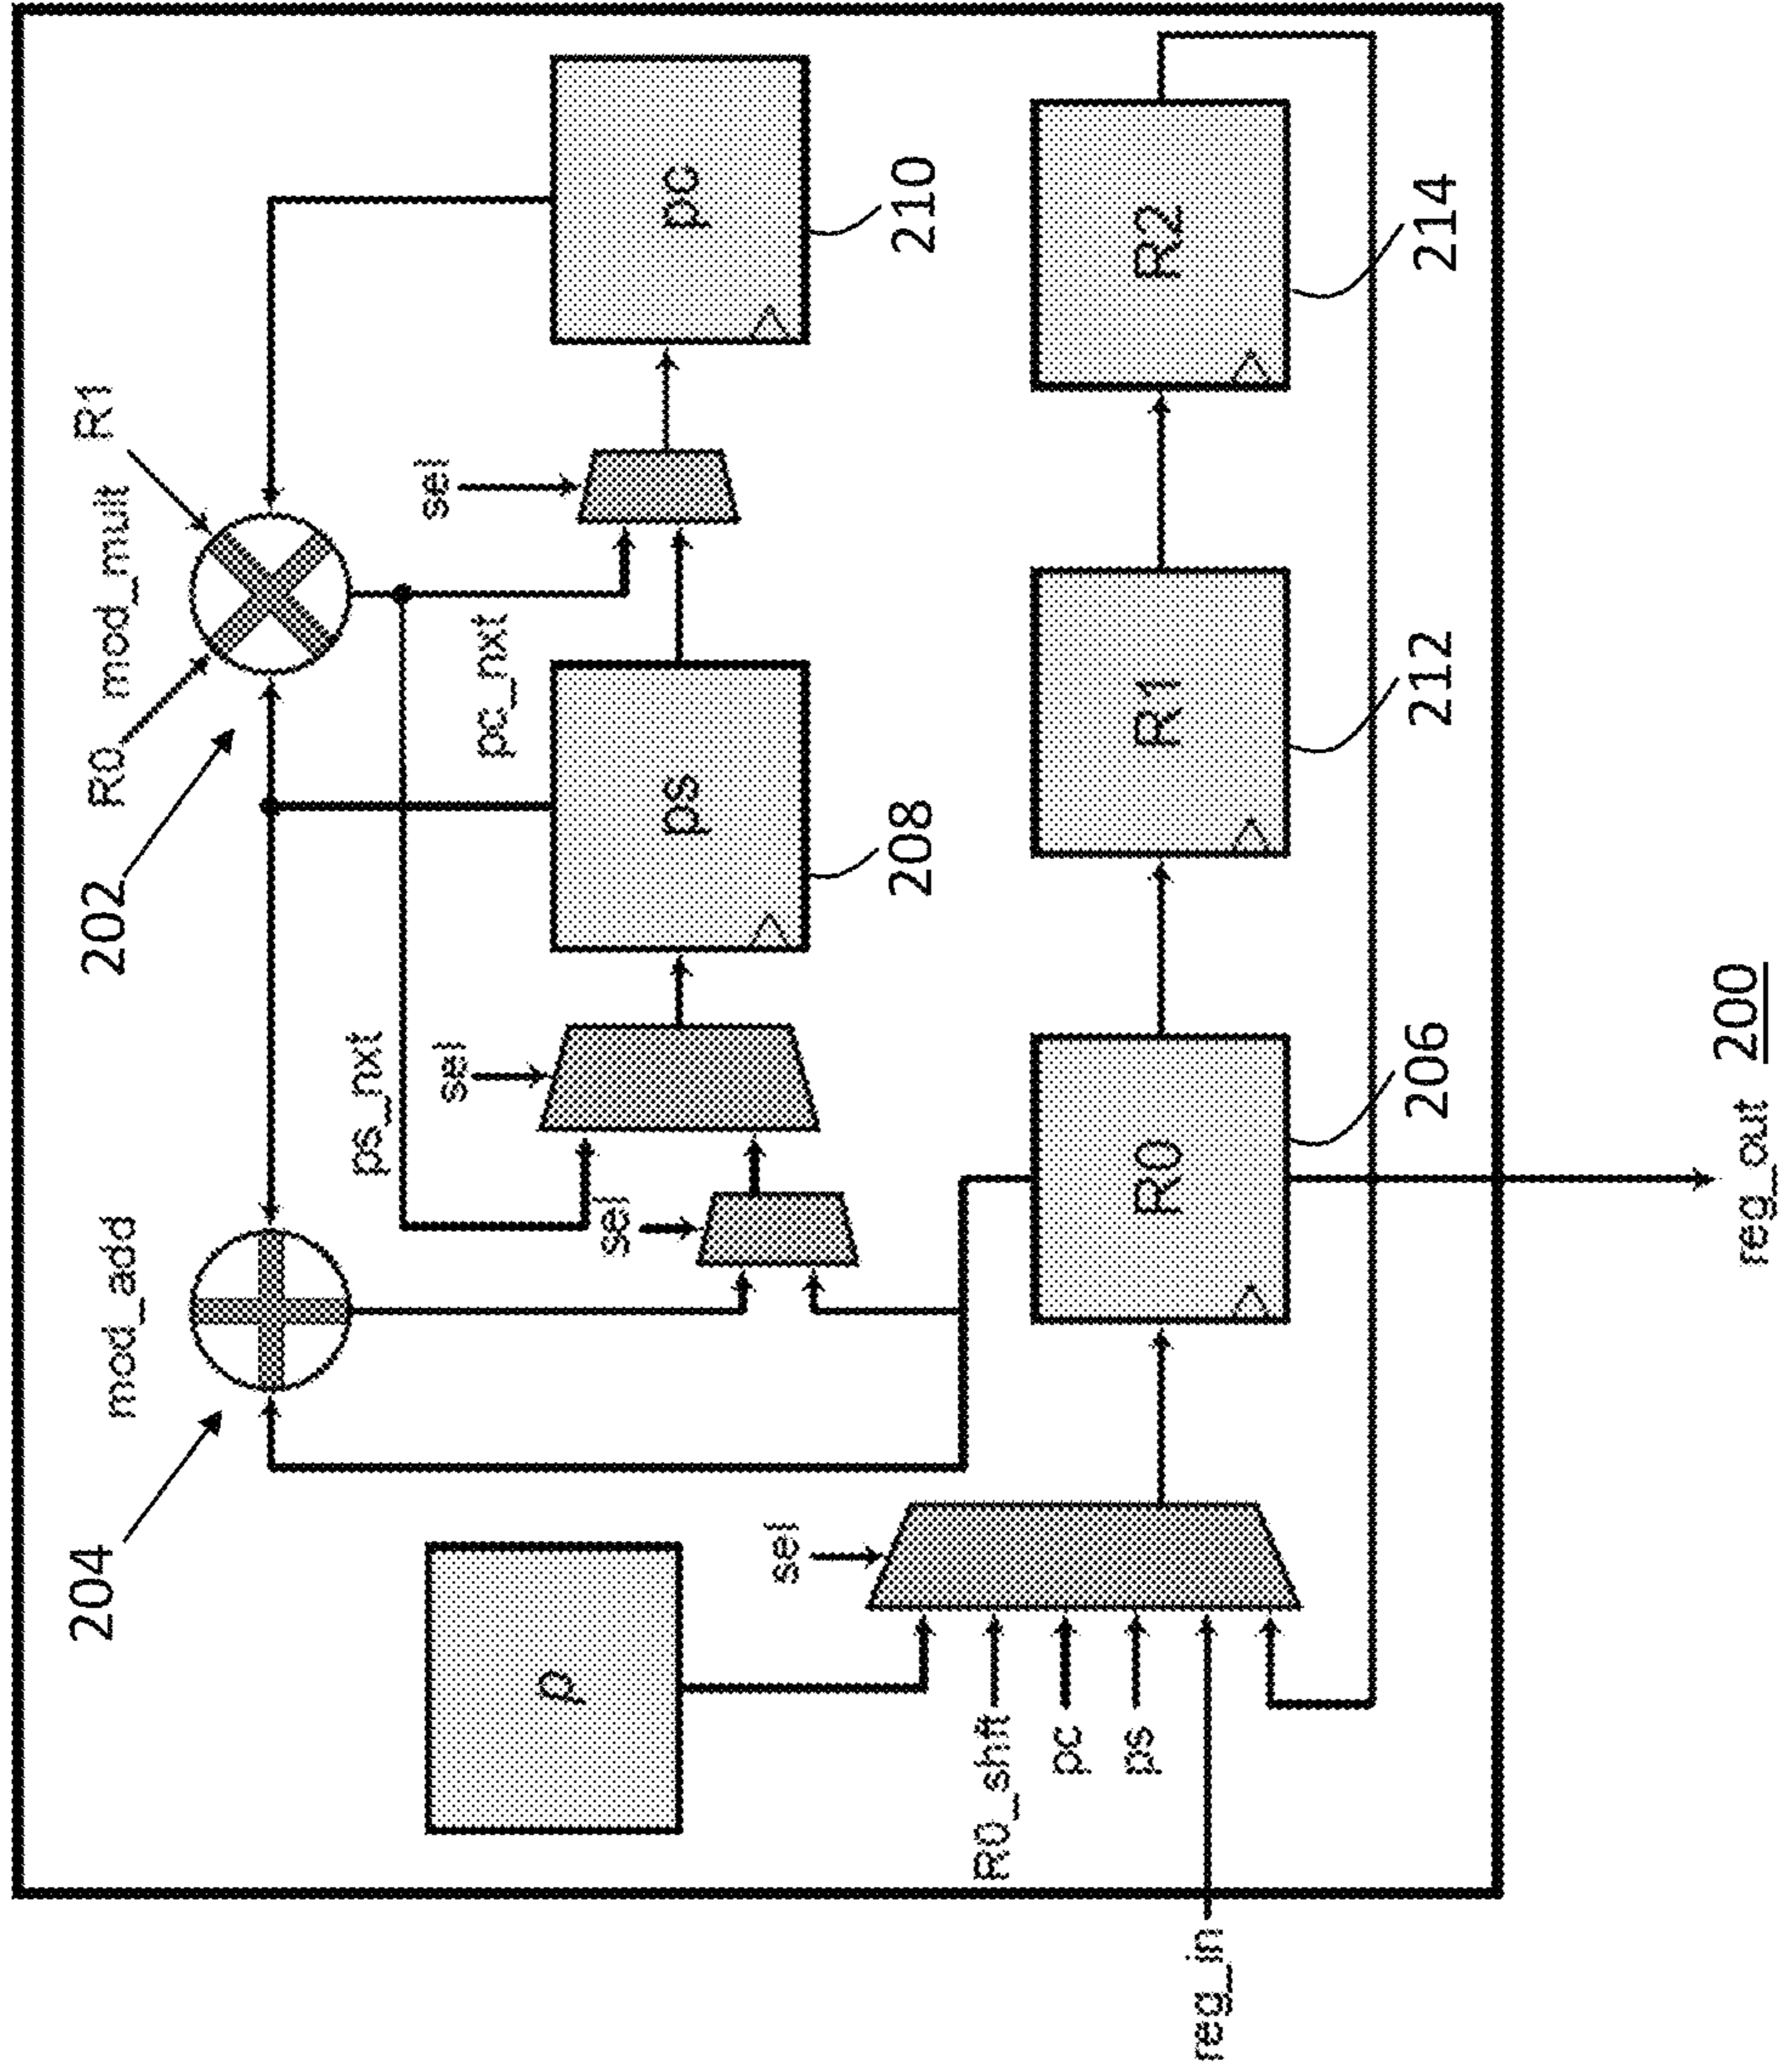 204
mod_add
202
R0
mod_mult
R1
ps_nxt
pc_nxt
sel
sel
sel
sel
p
ps
pc
208
210
R0_shft
pc
ps
reg_in
R0
R1
R2
206
212
214
reg_out
200